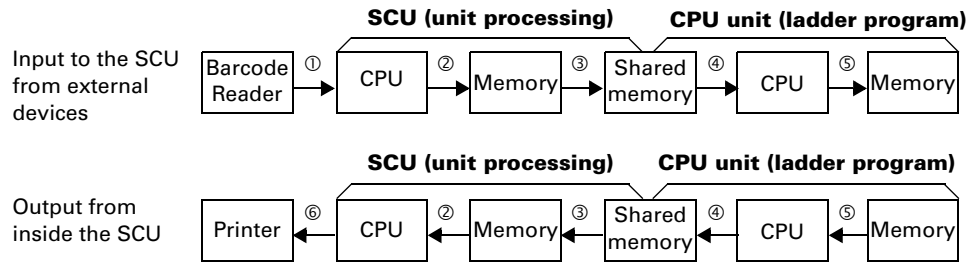 SCU (unit processing) CPU unit (ladder program)
Input to the SCU
from external
devices
Barcode
Reader
①
CPU
②
Memory
③
Shared
memory
④
CPU
⑤
Memory
SCU (unit processing) CPU unit (ladder program)
Output from
inside the SCU
Printer
⑥
CPU
②
Memory
③
Shared
memory
④
CPU
⑤
Memory